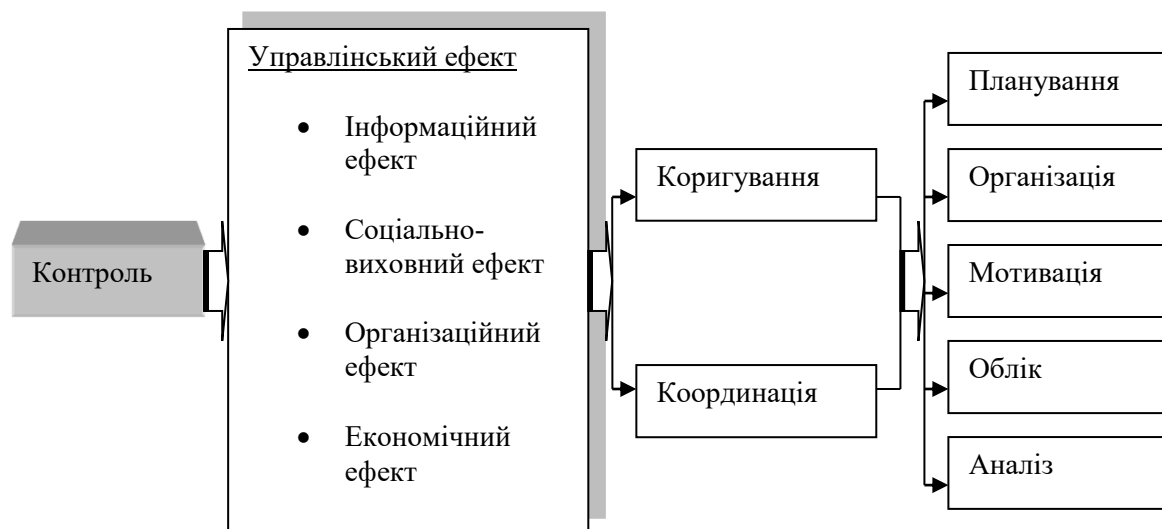 Контроль
Управлінський ефект
• Інформаційний
ефект
• Соціально-
виховний ефект
• Організаційний
ефект
• Економічний
ефект
Коригування
Координація
Планування
Організація
Мотивація
Облік
Аналіз